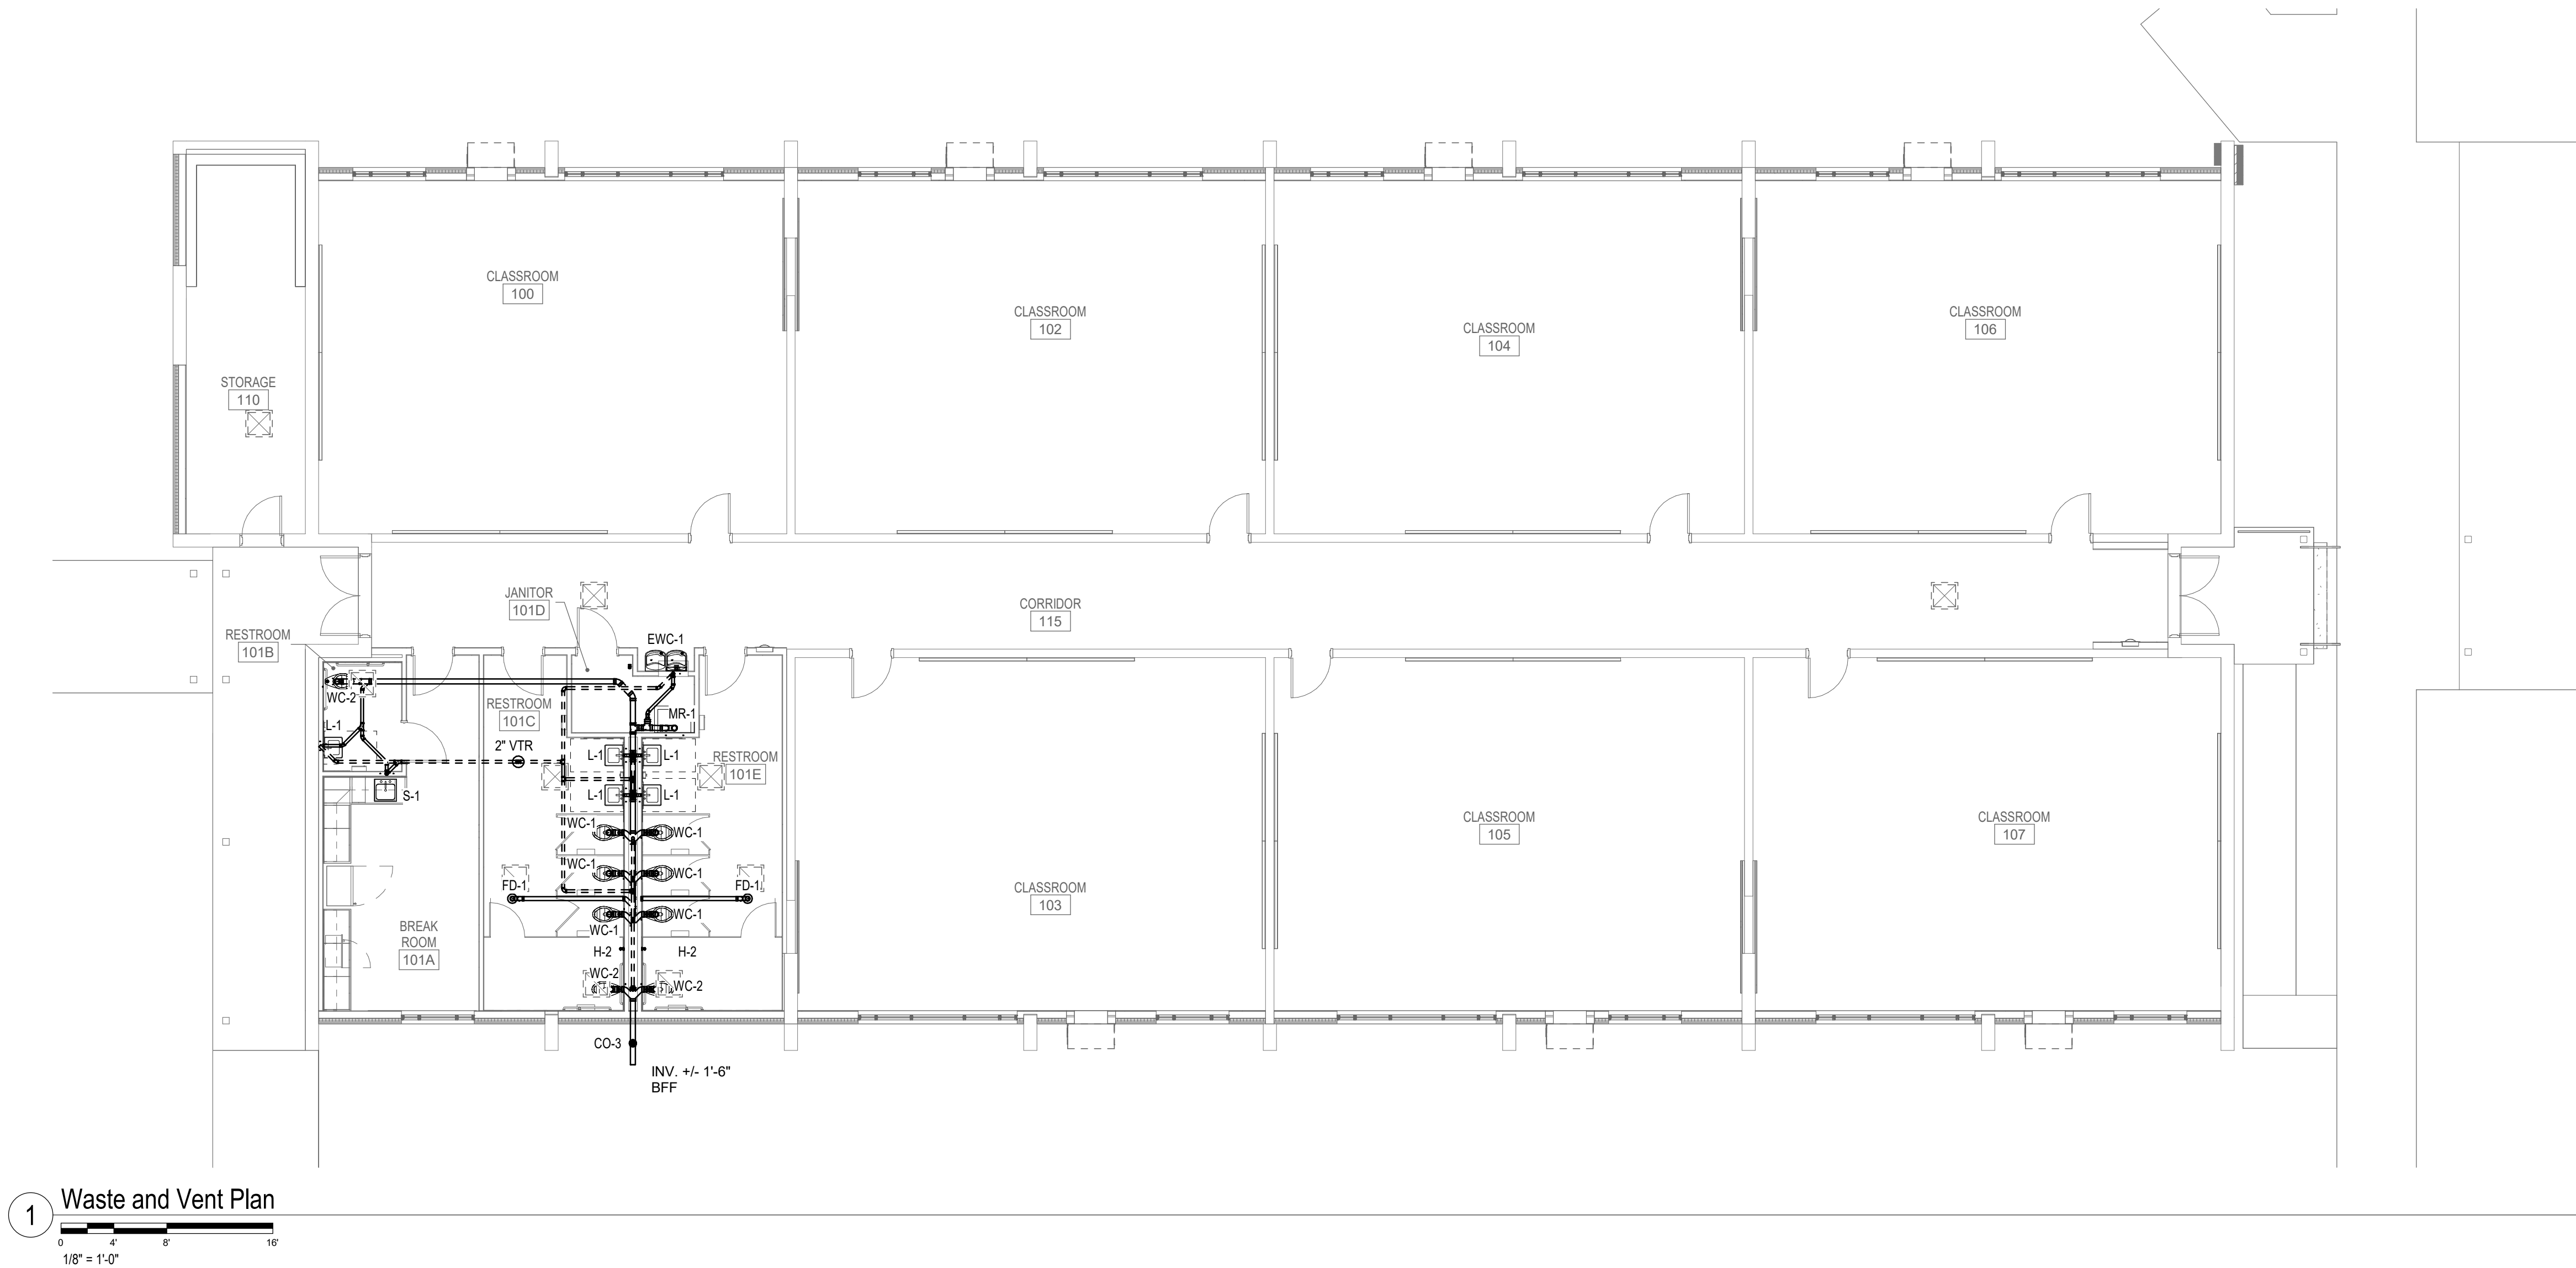 CLASSROOM
100
CLASSROOM
102
CLASSROOM
104
CLASSROOM
106
STORAGE
110
JANITOR
101D
CORRIDOR
115
RESTROOM
101B
EWC-1
WC-2
L-1
RESTROOM
101C
MR-1
2" VTR
L-1
L-1
RESTROOM
101E
S-1
L-1
L-1
WC-1
WC-1
WC-1
WC-1
FD-1
FD-1
WC-1
WC-1
H-2
H-2
WC-2
WC-2
BREAK
ROOM
101A
CLASSROOM
103
CLASSROOM
105
CLASSROOM
107
CO-3
INV. +/- 1'-6"
BFF
1
Waste and Vent Plan
0 4' 8' 16'
1/8" = 1'-0"